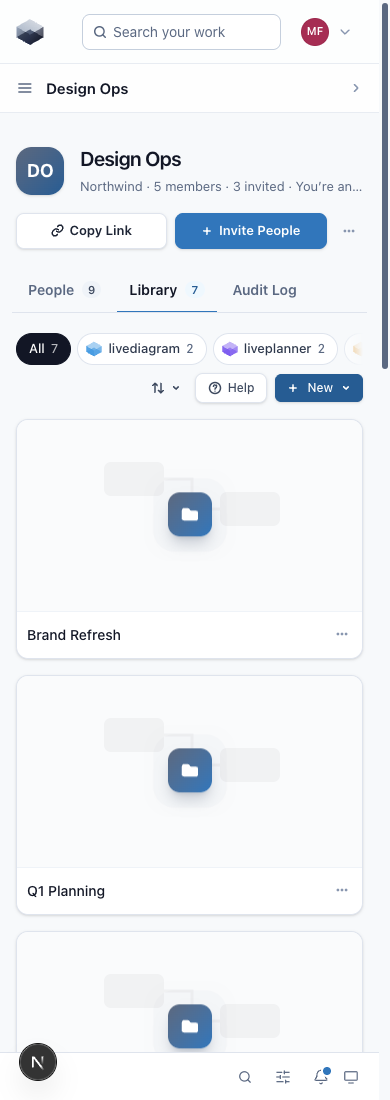 Search your work
MF
Design Ops
DO
Design Ops
Northwind · 5 members · 3 invited · You're an...
Copy Link
+ Invite People
People 9
Library 7
Audit Log
All 7
livediagram 2
liveplanner 2
Help
+ New
Brand Refresh
Q1 Planning
N